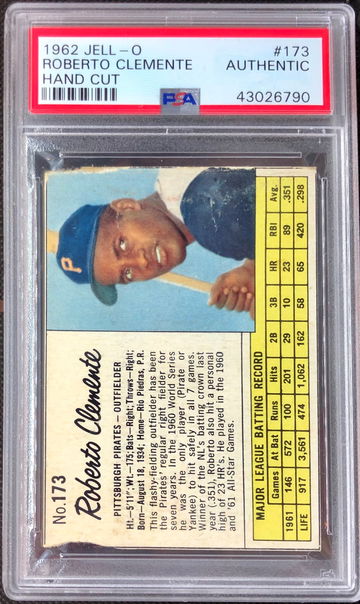 1962 JELL-O #173
ROBERTO CLEMENTE AUTHENTIC
HAND CUT
PSA 43026790
P
No. 173
Roberto Clemente
PITTSBURGH PIRATES—OUTFIELDER
Ht.—5'11"; Wt.—175; Bats—Right; Throws—Right;
Born—August 18, 1934; Home—Rio Piedras, P.R.
This flashy-fielding outfielder has been
the Pirates' regular right fielder for
seven years. In the 1960 World Series
he was the only player (Pirate or
Yankee) to hit safely in all 7 games.
Winner of the NL's batting crown last
year (.351), Roberto also hit a personal
high of 23 HR's. He played in the 1960
and '61 All-Star Games.
MAJOR LEAGUE BATTING RECORD
Games At Bat Runs Hits 2B 3B HR RBI Avg.
1961 146 572 100 201 29 10 23 89 .351
LIFE 917 3,561 474 1,062 162 58 65 420 .298